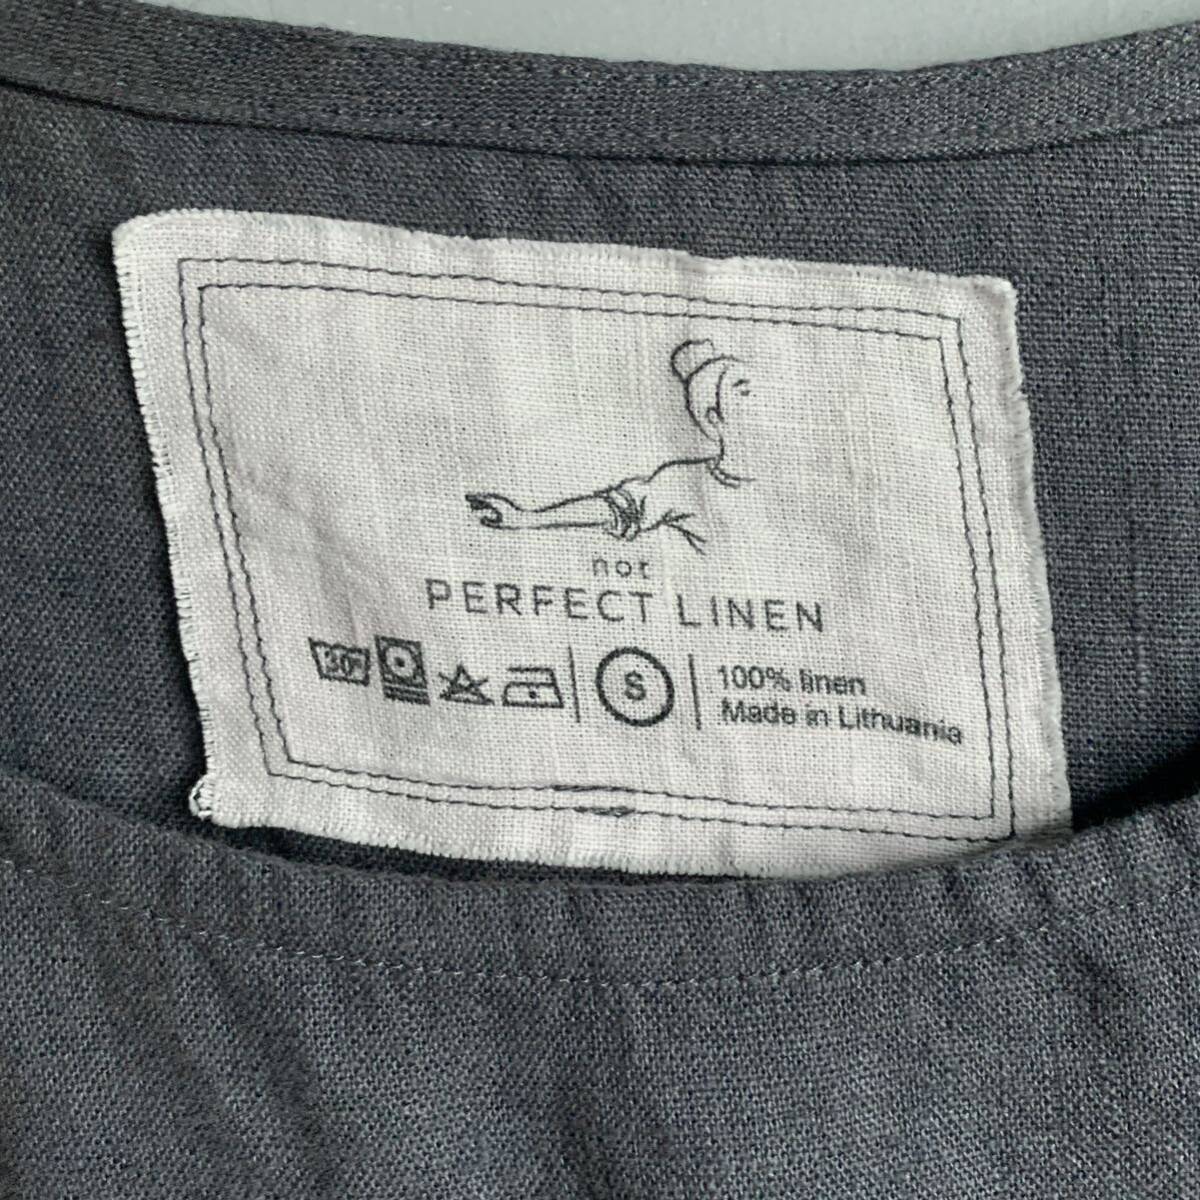 not
PERFECT LINEN
30° S 100% linen
Made in Lithuania